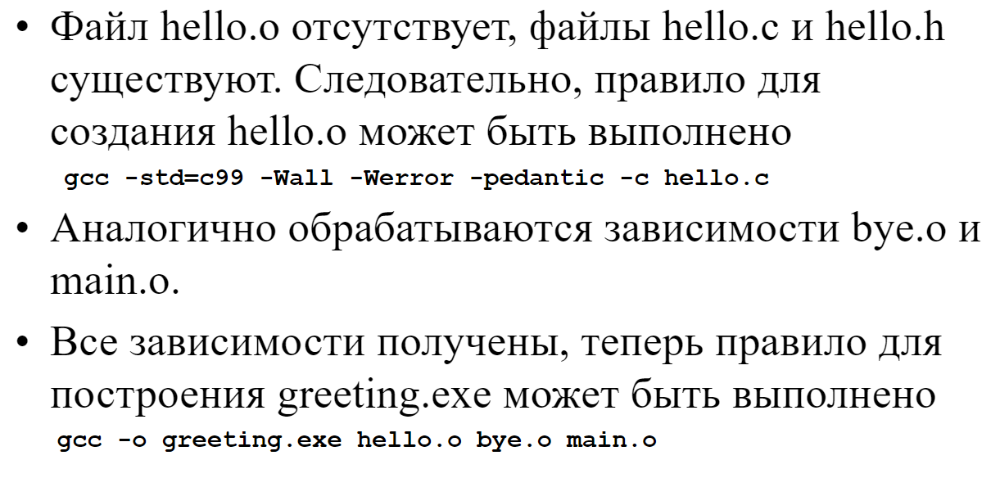 • Файл hello.o отсутствует, файлы hello.c и hello.h
существуют. Следовательно, правило для
создания hello.o может быть выполнено
gcc -std=c99 -Wall -Werror -pedantic -c hello.c
• Аналогично обрабатываются зависимости bye.o и
main.o.
• Все зависимости получены, теперь правило для
построения greeting.exe может быть выполнено
gcc -o greeting.exe hello.o bye.o main.o